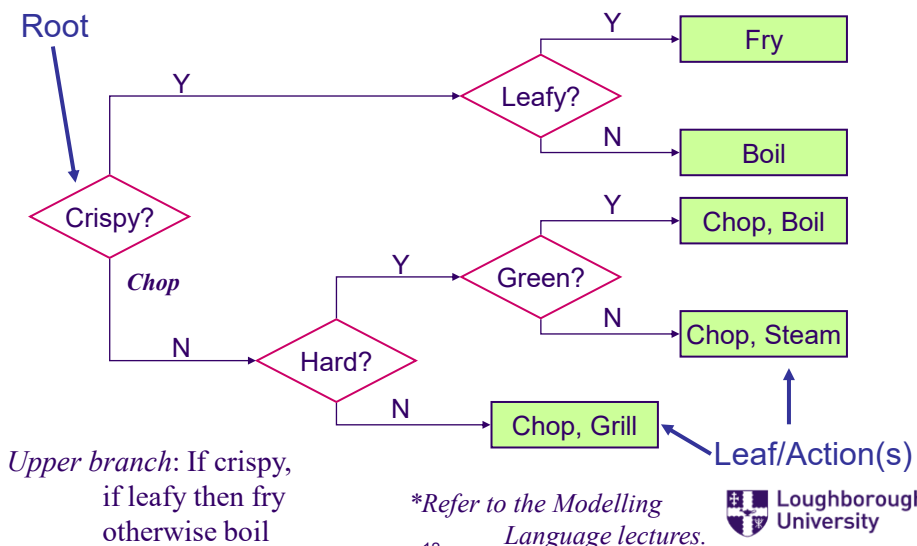 Root
Y
Fry
Y
Leafy?
N
Boil
Crispy?
Y
Chop, Boil
Chop
Y
Green?
N
Chop, Steam
N
Hard?
N
Chop, Grill
Leaf/Action(s)
Upper branch: If crispy,
if leafy then fry
otherwise boil
*Refer to the Modelling
Language lectures.
Loughborough
University